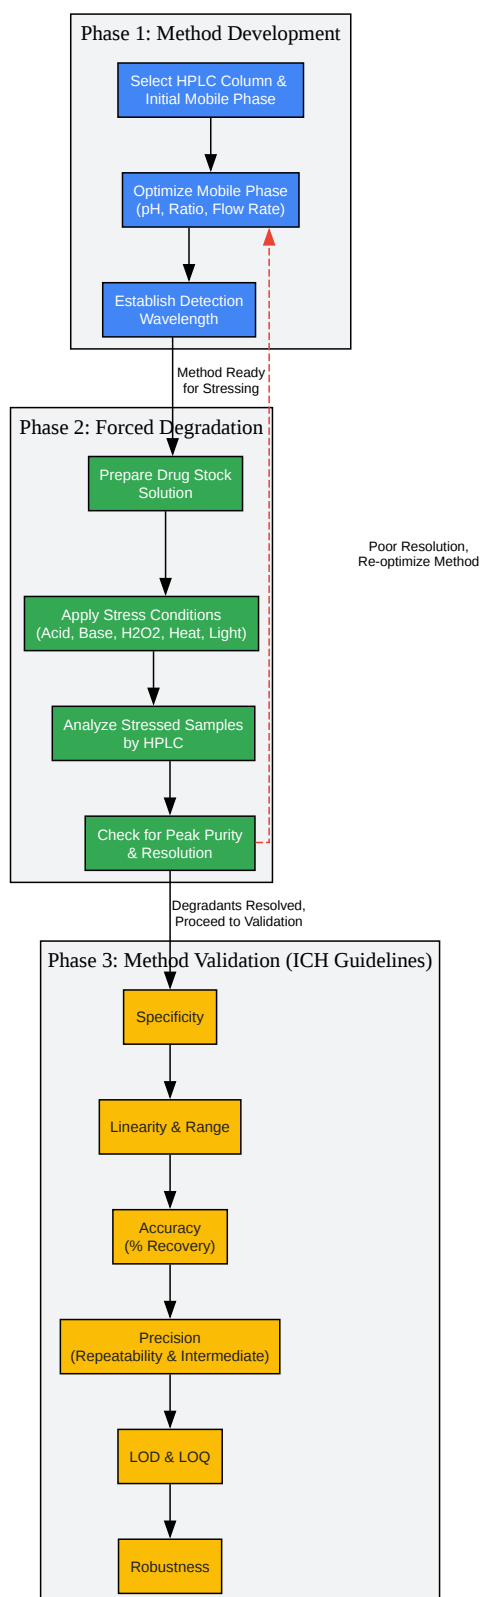 Phase 1: Method Development
Select HPLC Column &
Initial Mobile Phase
Optimize Mobile Phase
(pH, Ratio, Flow Rate)
Establish Detection
Wavelength
Method Ready
for Stressing
Phase 2: Forced Degradation
Prepare Drug Stock
Solution
Poor Resolution,
Re-optimize Method
Apply Stress Conditions
(Acid, Base, H2O2, Heat, Light)
Analyze Stressed Samples
by HPLC
Check for Peak Purity
& Resolution
Degradants Resolved,
Proceed to Validation
Phase 3: Method Validation (ICH Guidelines)
Specificity
Linearity & Range
Accuracy
(% Recovery)
Precision
(Repeatability & Intermediate)
LOD & LOQ
Robustness